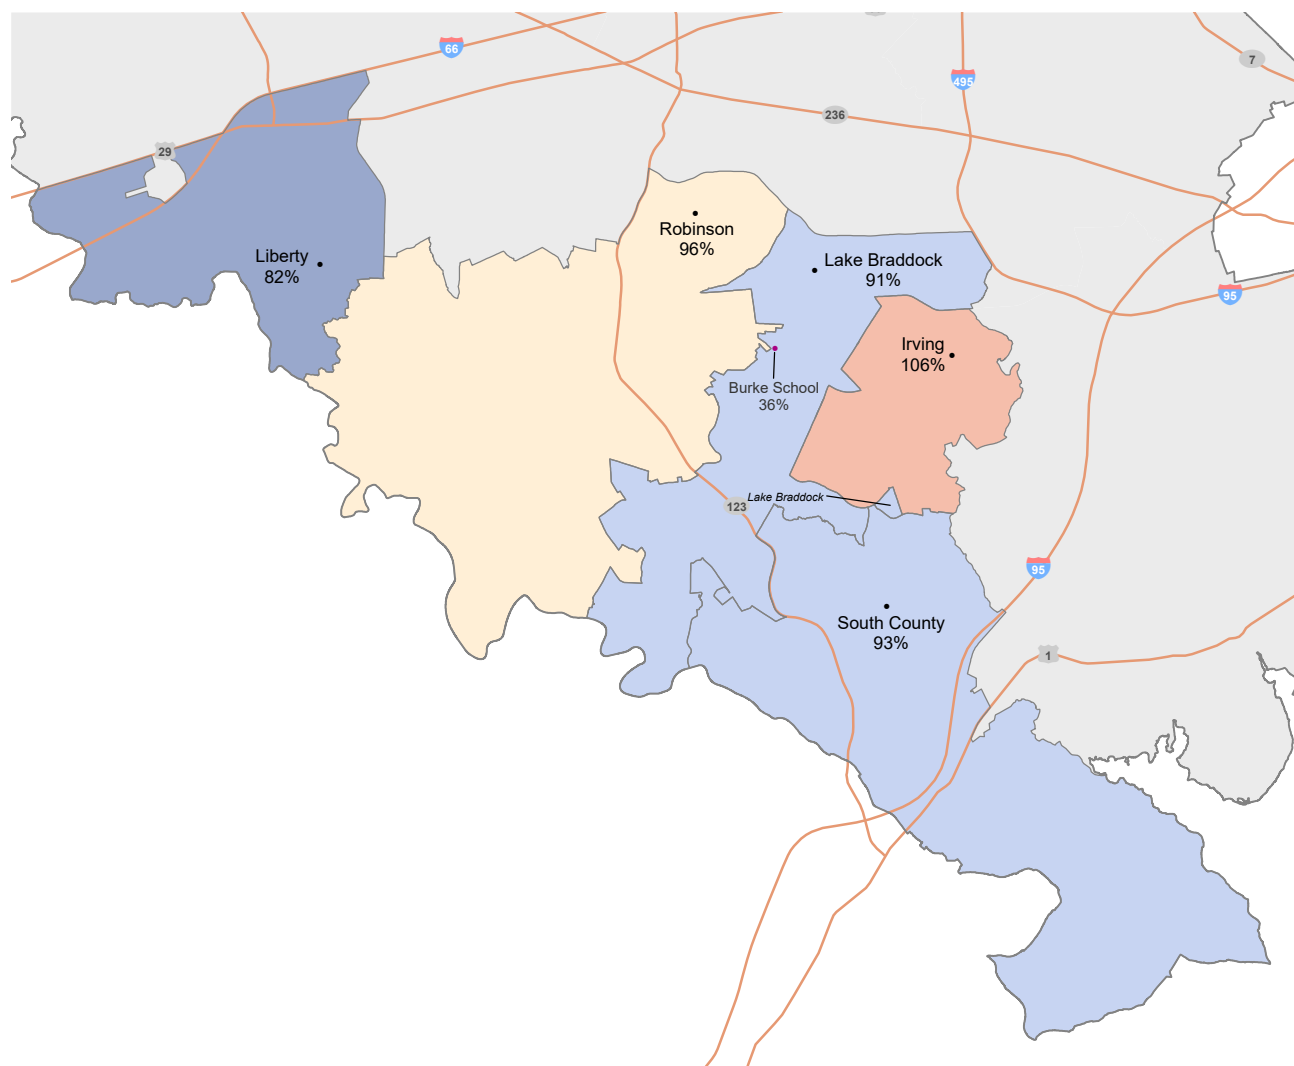 66
495
7
236
29
Robinson
96%
Liberty
82%
Lake Braddock
91%
95
Irving
106%
Burke School
36%
Lake Braddock
123
95
South County
93%
1